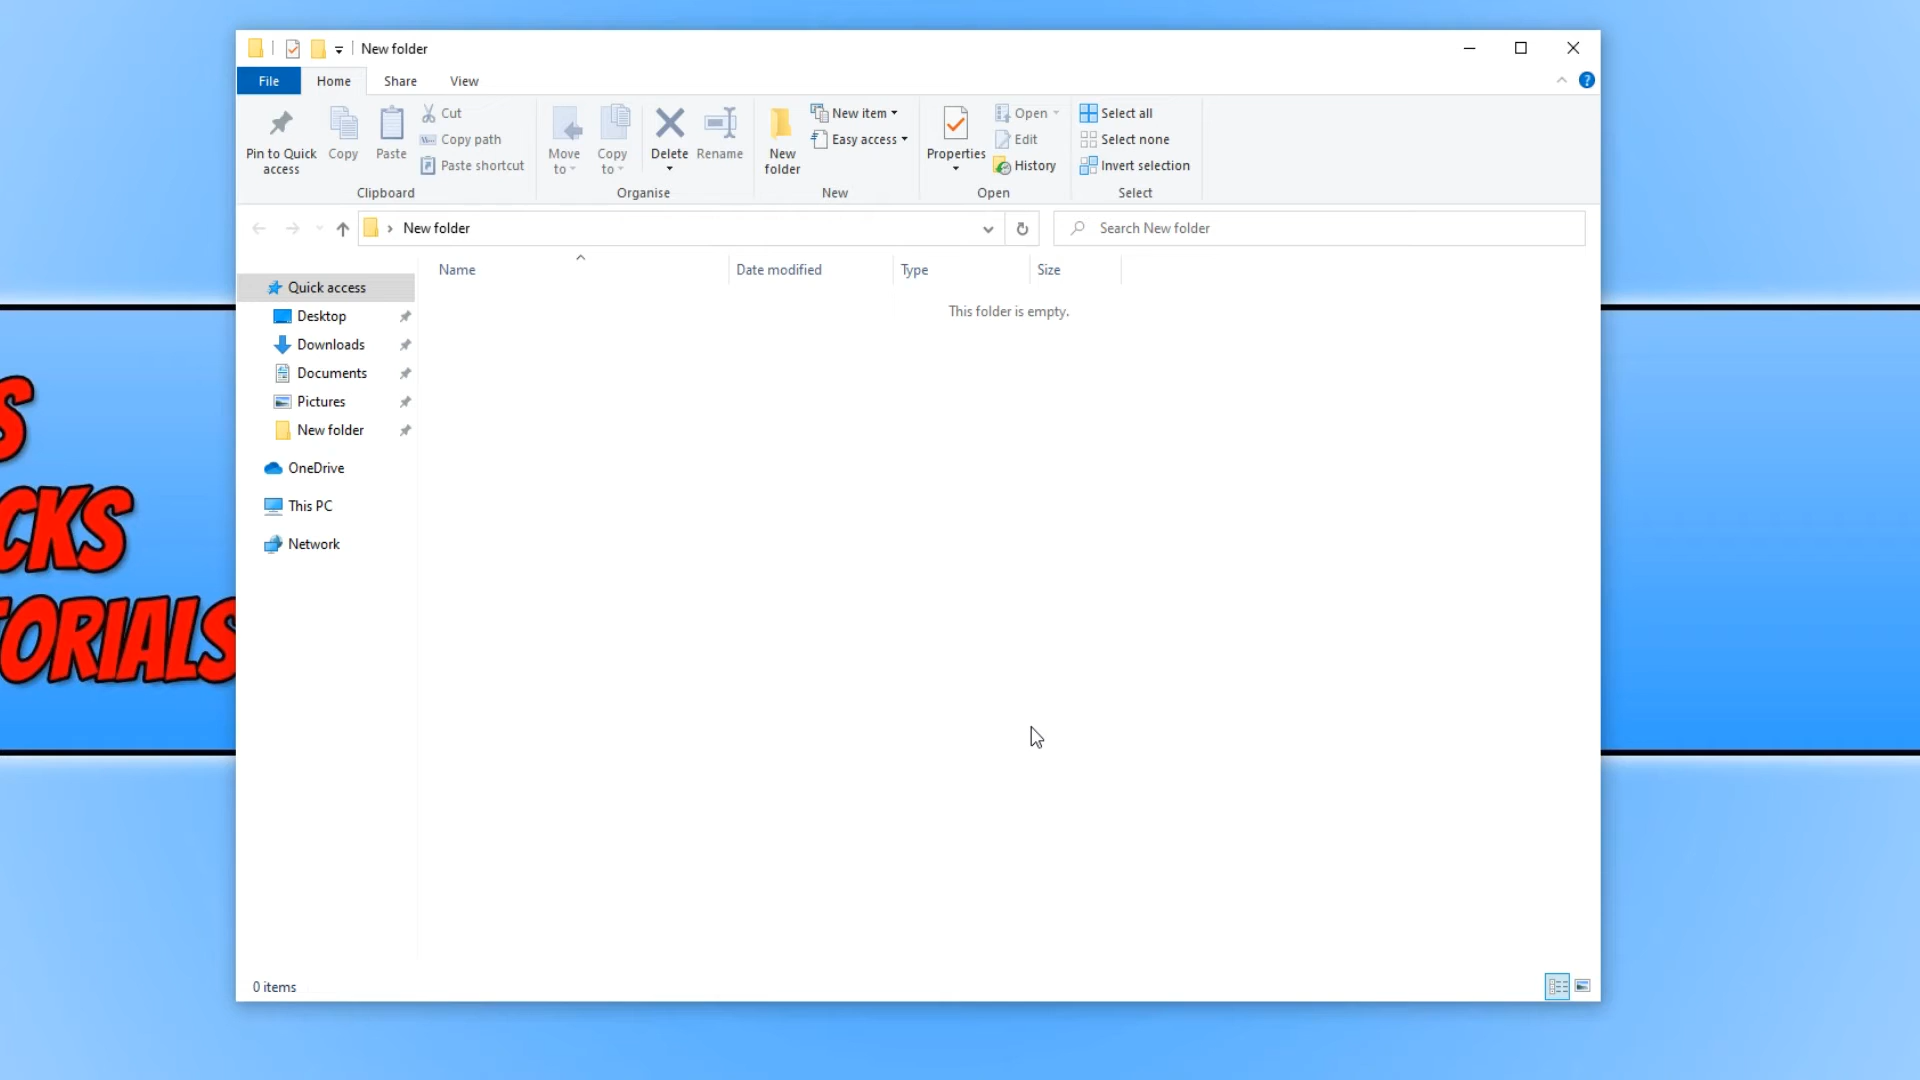 New folder
File Home Share View
Pin to Quick access
Copy
Paste
Cut
Copy path
Paste shortcut
Clipboard
Move to
Copy to
Delete
Rename
Organise
New folder
New item
Easy access
New
Properties
Open
Edit
History
Open
Select all
Select none
Invert selection
Select
New folder
Search New folder
Name Date modified Type Size
This folder is empty.
Quick access
Desktop
Downloads
Documents
Pictures
New folder
OneDrive
This PC
Network
S
CKS
TORIALS
0 items